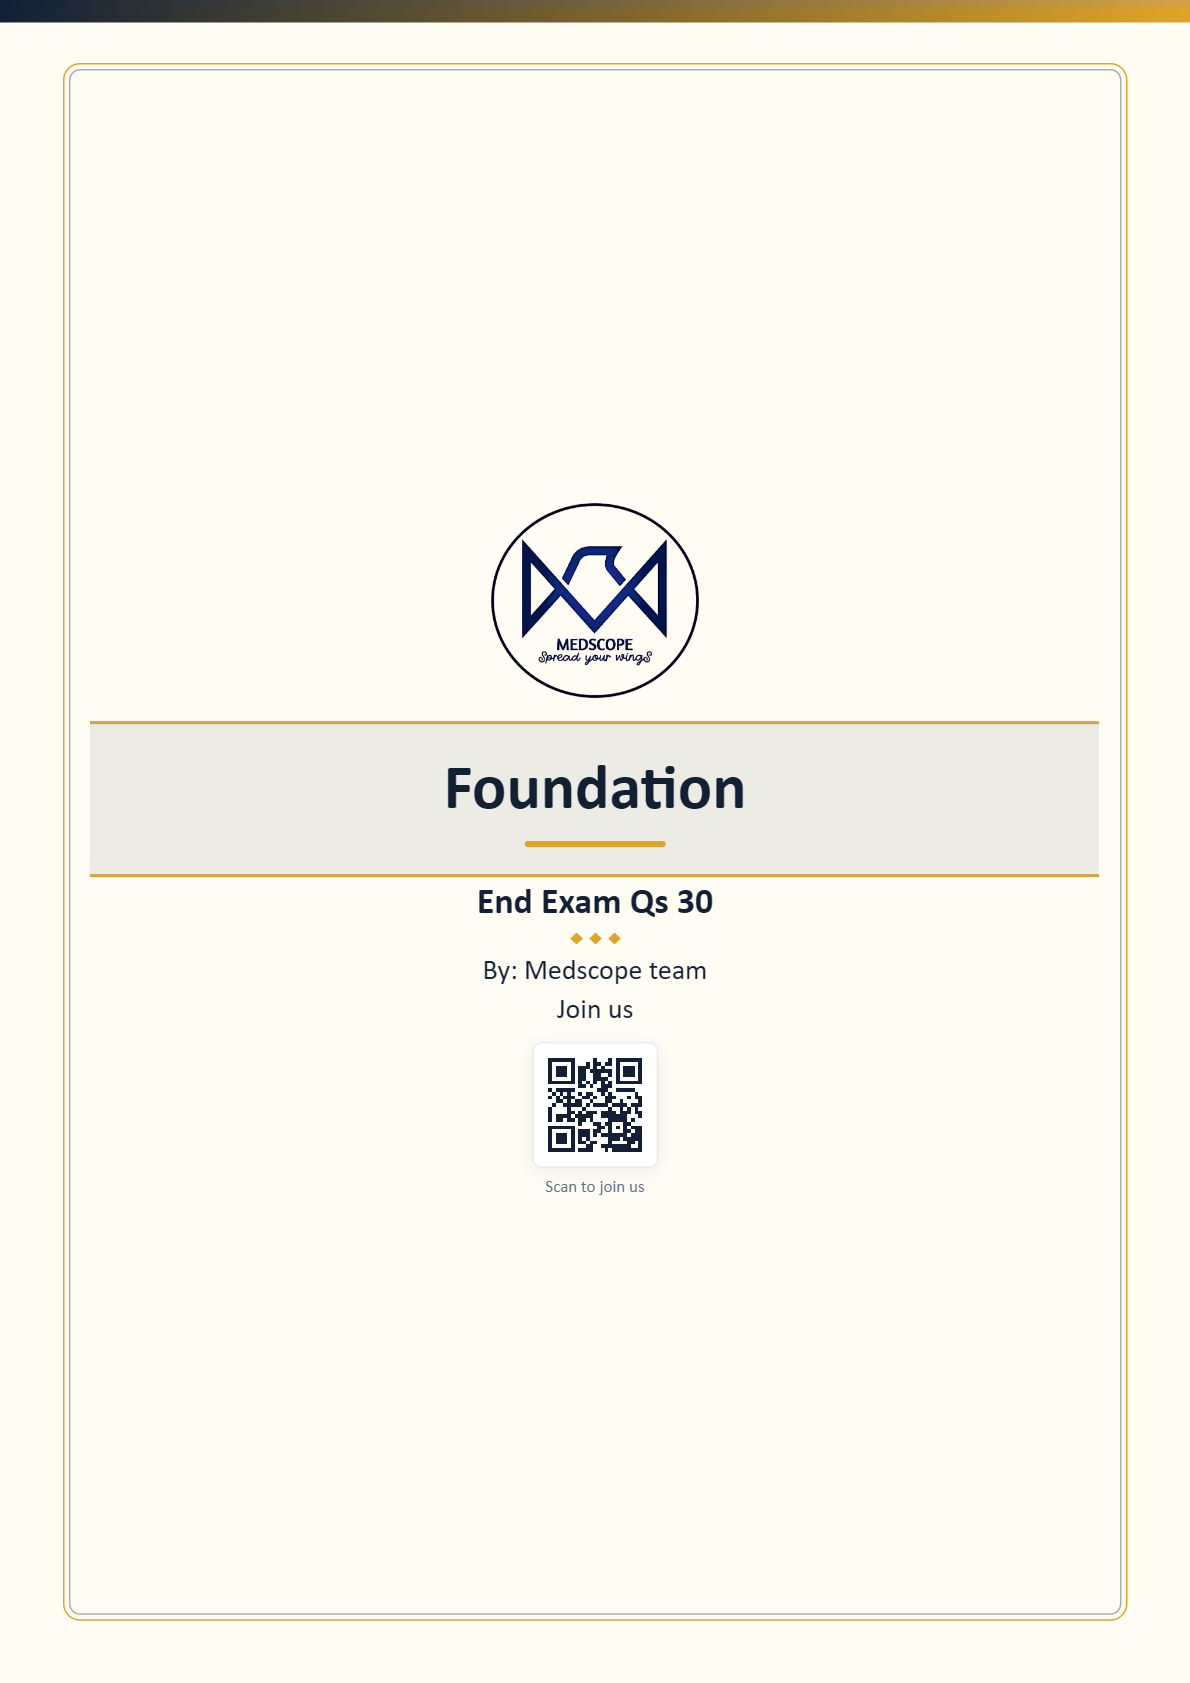 MEDSCOPE
Spread your wings
Foundation
End Exam Qs 30
By: Medscope team
Join us
Scan to join us